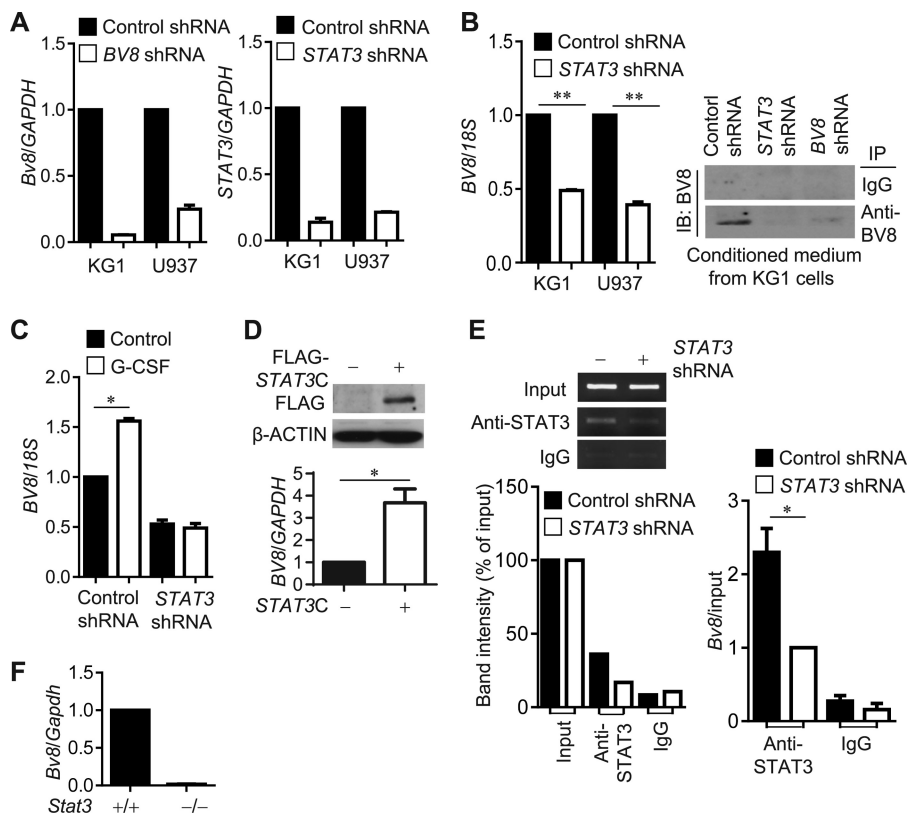 A
Control shRNA
BV8 shRNA
Bv8/GAPDH
1.5
1.0
0.5
0.0
KG1 U937
Control shRNA
STAT3 shRNA
STAT3/GAPDH
1.5
1.0
0.5
0.0
KG1 U937
B
Control shRNA
STAT3 shRNA
BV8/18S
1.5
1.0
0.5
0.0
** **
KG1 U937
Control
shRNA
STAT3
shRNA
BV8
shRNA
IP
IB: BV8
IgG
Anti-
BV8
Conditioned medium
from KG1 cells
C
Control
G-CSF
BV8/18S
2.0
1.5
1.0
0.5
0.0
*
Control
shRNA
STAT3
shRNA
D
FLAG-
STAT3C
– +
FLAG
β-ACTIN
BV8/GAPDH
5
4
3
2
1
0
*
STAT3C – +
E
– + STAT3
shRNA
Input
Anti-STAT3
IgG
Control shRNA
STAT3 shRNA
Band intensity (% of input)
150
100
50
0
Input
Anti-
STAT3
IgG
Control shRNA
STAT3 shRNA
Bv8/input
3
2
1
0
*
Anti-
STAT3
IgG
F
Bv8/Gapdh
1.5
1.0
0.5
0.0
Stat3 +/+ –/–